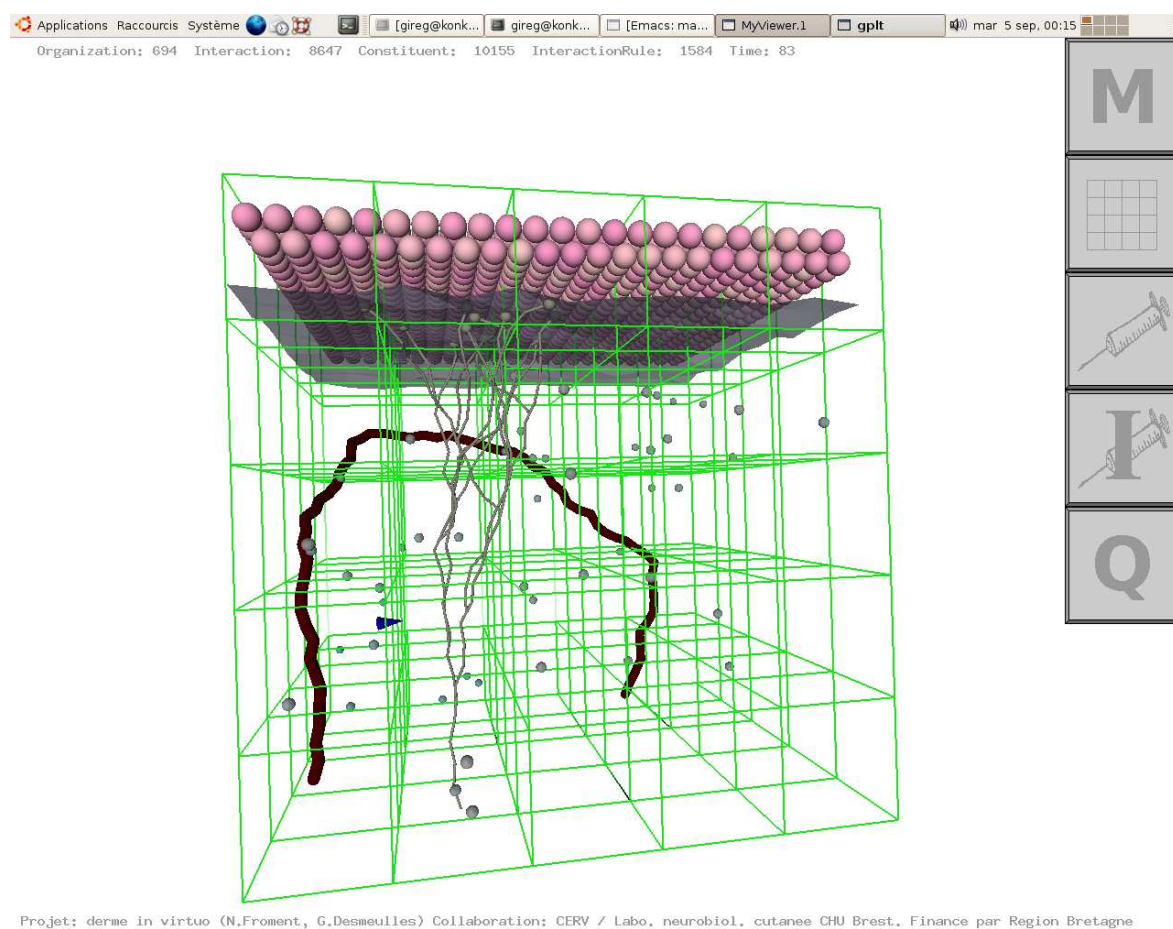 Applications Raccourcis Système [gireg@konk... gireg@konk... [Emacs: ma... MyViewer.1 gplt mar 5 sep, 00:15
Organization: 694 Interaction: 8647 Constituent: 10155 InteractionRule: 1584 Time: 83
M
I
Q
Projet: derme in virtuo (N.Froment, G.Desmeulles) Collaboration: CERV / Labo. neurobiol. cutanee CHU Brest. Finance par Region Bretagne